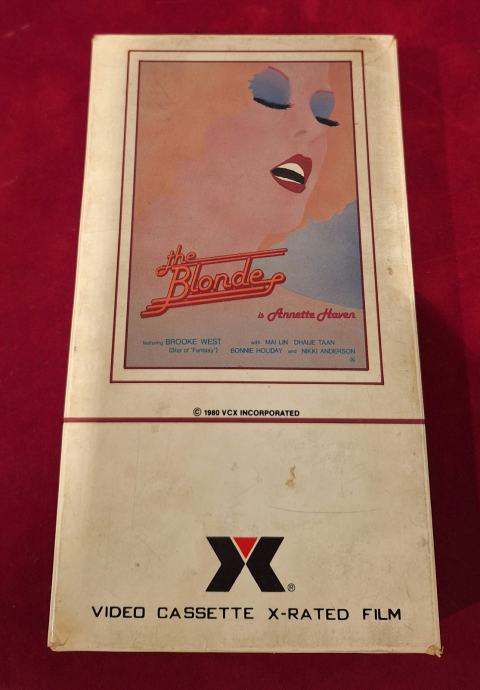 the
Blonde
is Annette Haven
featuring BROOKE WEST with MAI LIN DHAIJE TAAN
(Star of "Fantasy") BONNIE HOLIDAY and NIKKI ANDERSON
© 1980 VCX INCORPORATED
X®
VIDEO CASSETTE X-RATED FILM